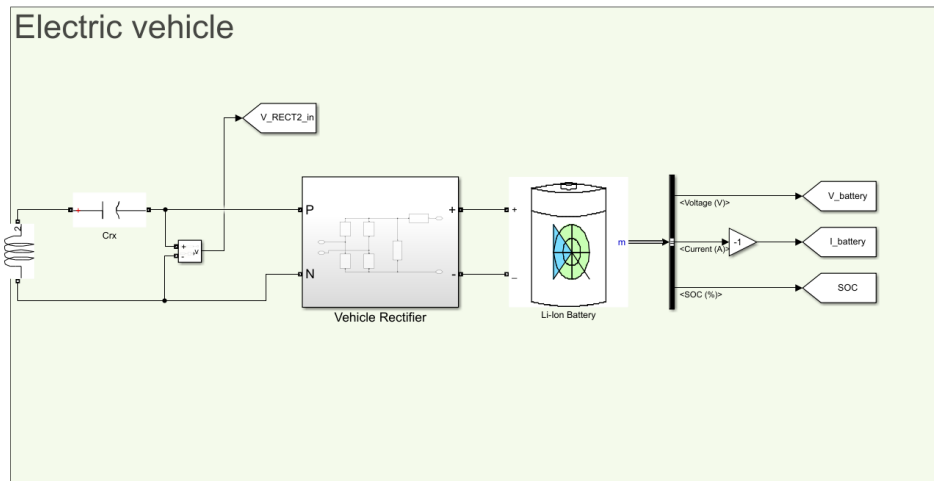 Electric vehicle
V_RECT2_in
2
+
Crx
+
-
v
P
N
+
-
Vehicle Rectifier
+
_
m
Li-Ion Battery
<Voltage (V)>
V_battery
<Current (A)>
-1
I_battery
<SOC (%)>
SOC